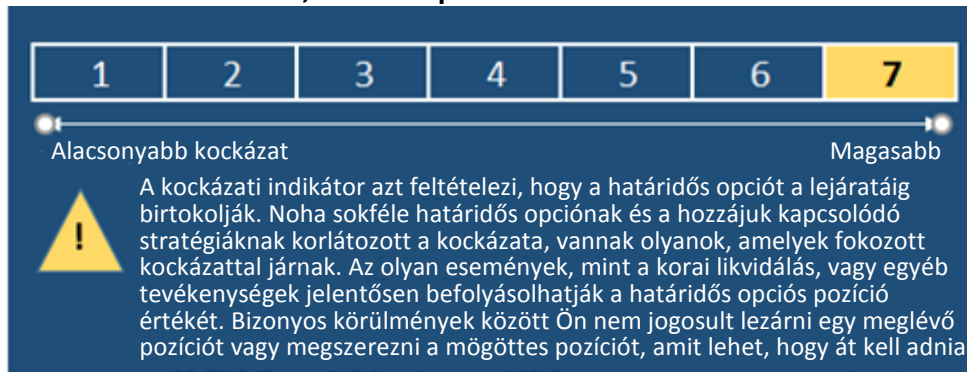 1 2 3 4 5 6 7
Alacsonyabb kockázat Magasabb
A kockázati indikátor azt feltételezi, hogy a határidős opciót a lejáratáig
birtokolják. Noha sokféle határidős opciónak és a hozzájuk kapcsolódó
! stratégiáknak korlátozott a kockázata, vannak olyanok, amelyek fokozott
kockázattal járnak. Az olyan események, mint a korai likvidálás, vagy egyéb
tevékenységek jelentősen befolyásolhatják a határidős opciós pozíció
értékét. Bizonyos körülmények között Ön nem jogosult lezárni egy meglévő
pozíciót vagy megszerezni a mögöttes pozíciót, amit lehet, hogy át kell adnia